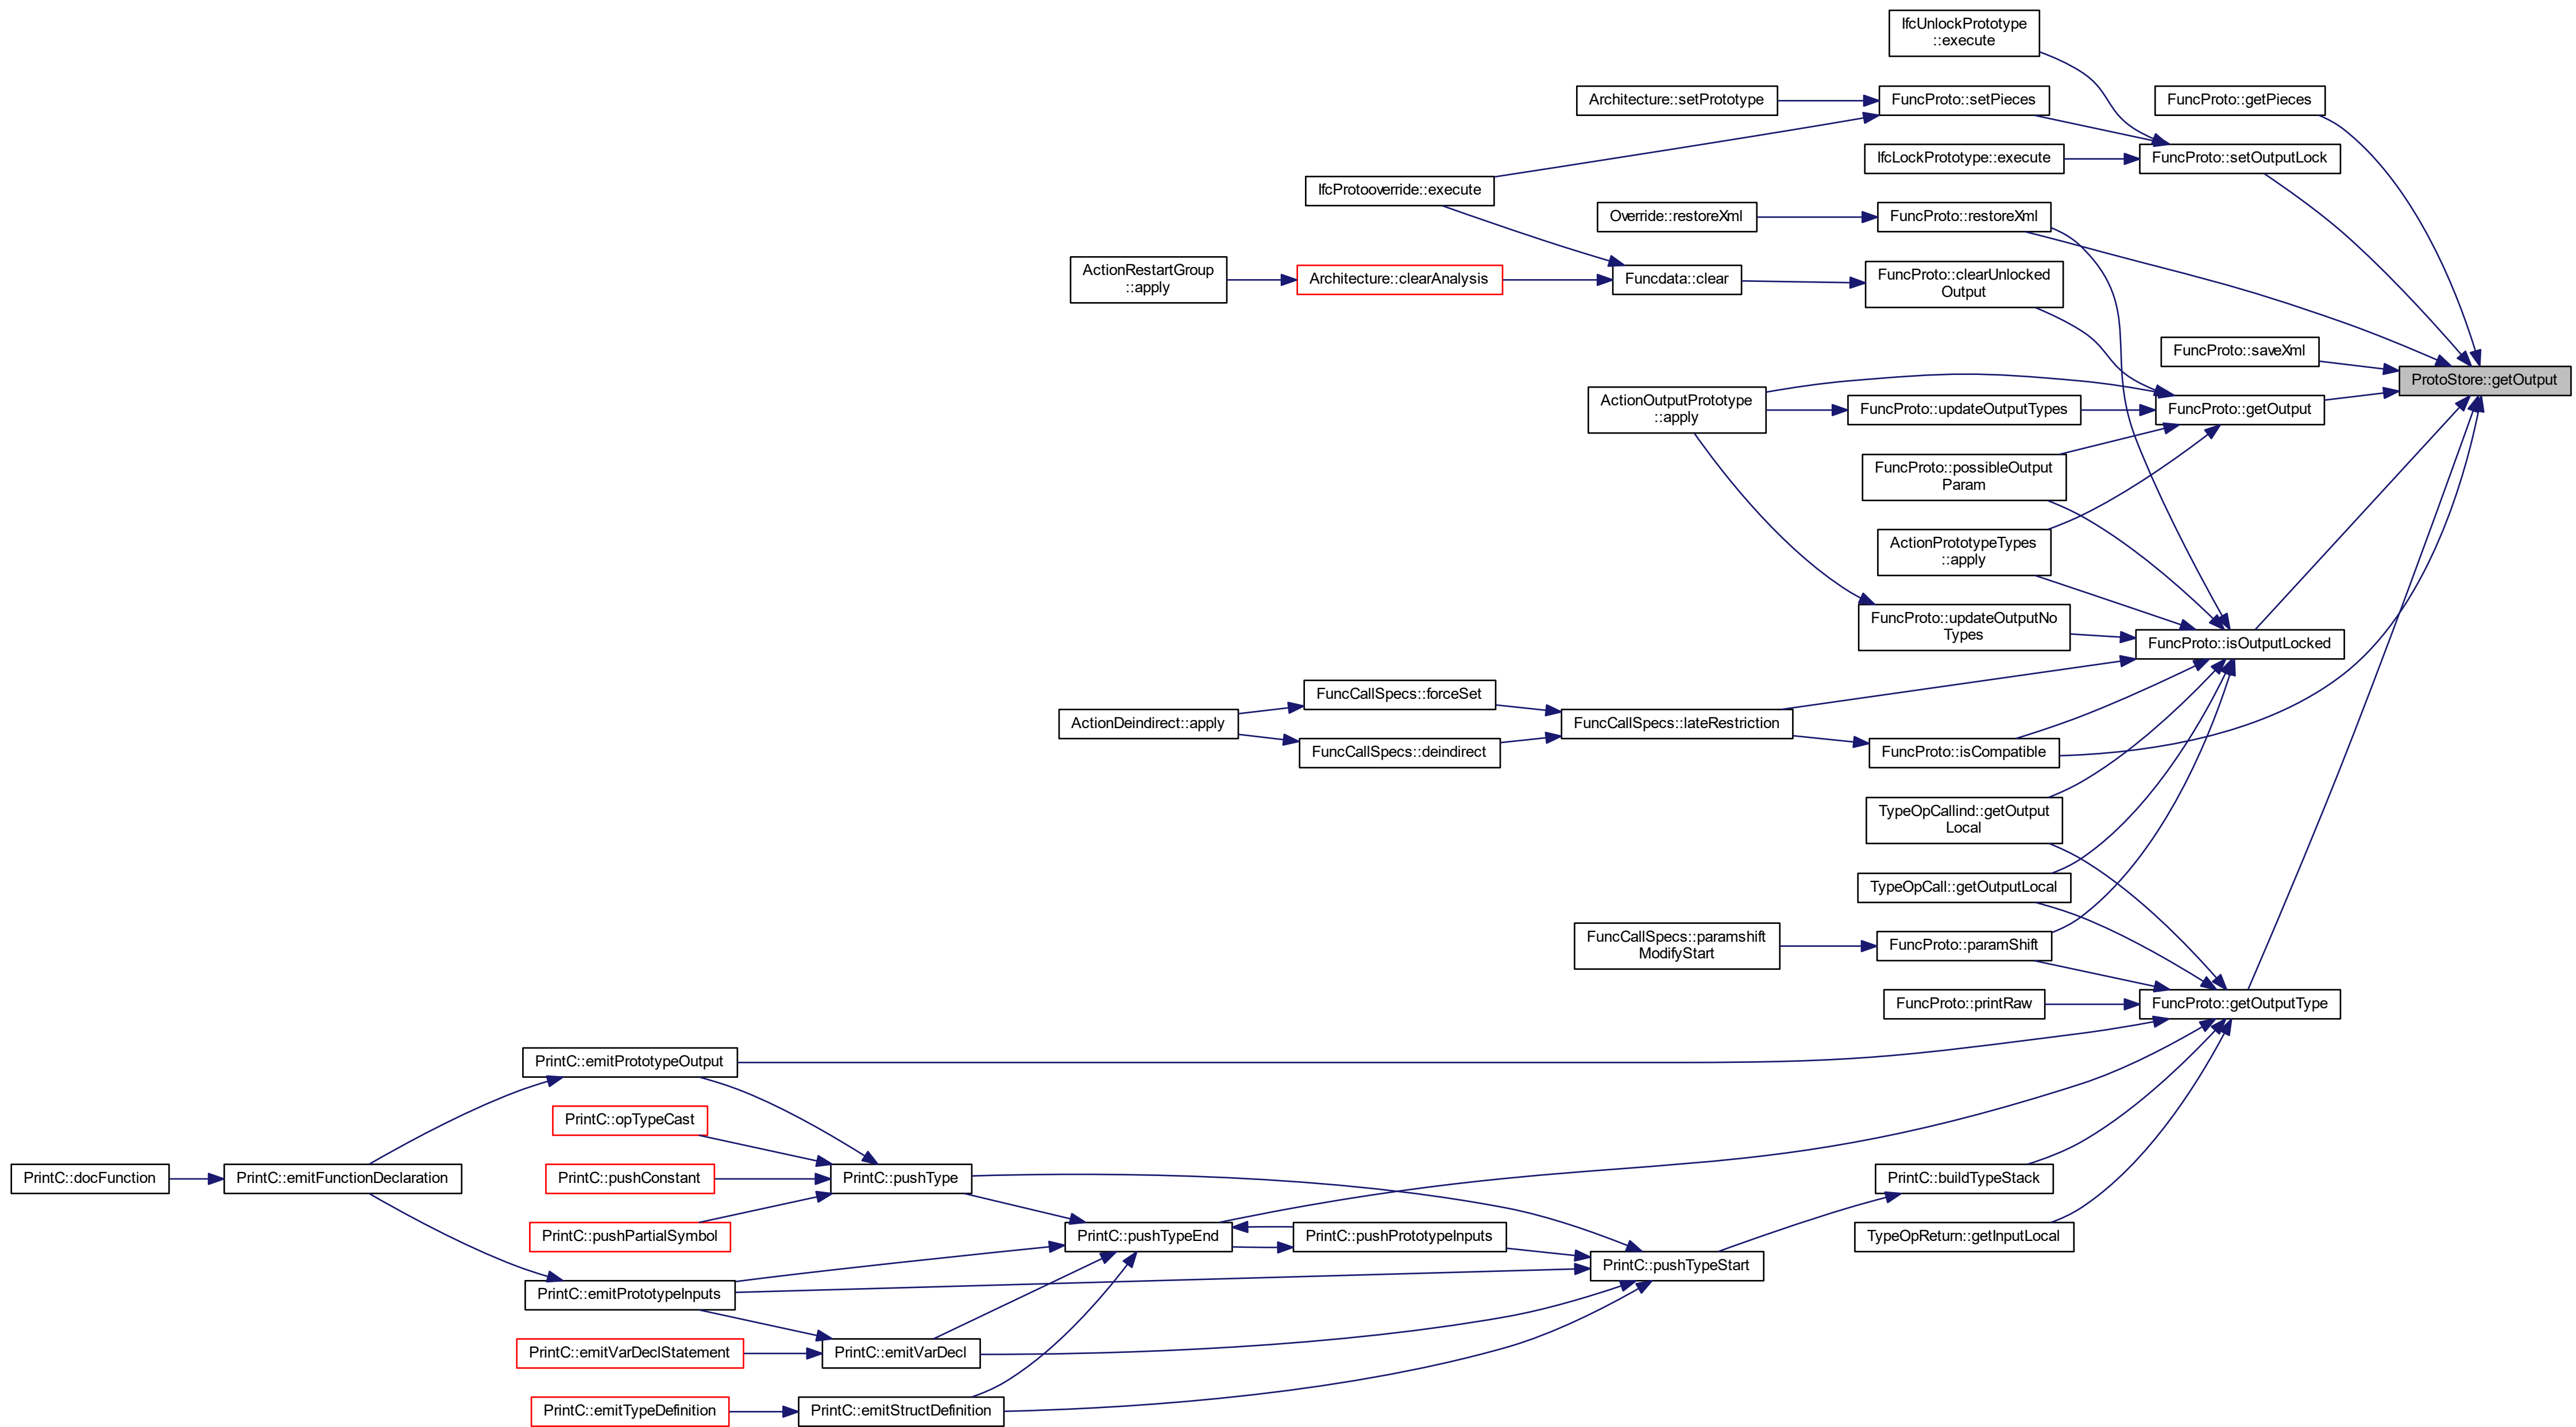 IfcUnlockPrototype
::execute
Architecture::setPrototype
FuncProto::setPieces
FuncProto::getPieces
IfcLockPrototype::execute
FuncProto::setOutputLock
IfcProtooverride::execute
Override::restoreXml
FuncProto::restoreXml
ActionRestartGroup
::apply
Architecture::clearAnalysis
Funcdata::clear
FuncProto::clearUnlocked
Output
FuncProto::saveXml
ProtoStore::getOutput
ActionOutputPrototype
::apply
FuncProto::updateOutputTypes
FuncProto::getOutput
FuncProto::possibleOutput
Param
ActionPrototypeTypes
::apply
FuncProto::updateOutputNo
Types
FuncProto::isOutputLocked
FuncCallSpecs::forceSet
ActionDeindirect::apply
FuncCallSpecs::lateRestriction
FuncCallSpecs::deindirect
FuncProto::isCompatible
TypeOpCallind::getOutput
Local
TypeOpCall::getOutputLocal
FuncCallSpecs::paramshift
ModifyStart
FuncProto::paramShift
FuncProto::printRaw
FuncProto::getOutputType
PrintC::emitPrototypeOutput
PrintC::opTypeCast
PrintC::docFunction
PrintC::emitFunctionDeclaration
PrintC::pushConstant
PrintC::pushType
PrintC::buildTypeStack
PrintC::pushPartialSymbol
PrintC::pushTypeEnd
PrintC::pushPrototypeInputs
TypeOpReturn::getInputLocal
PrintC::pushTypeStart
PrintC::emitPrototypeInputs
PrintC::emitVarDeclStatement
PrintC::emitVarDecl
PrintC::emitTypeDefinition
PrintC::emitStructDefinition